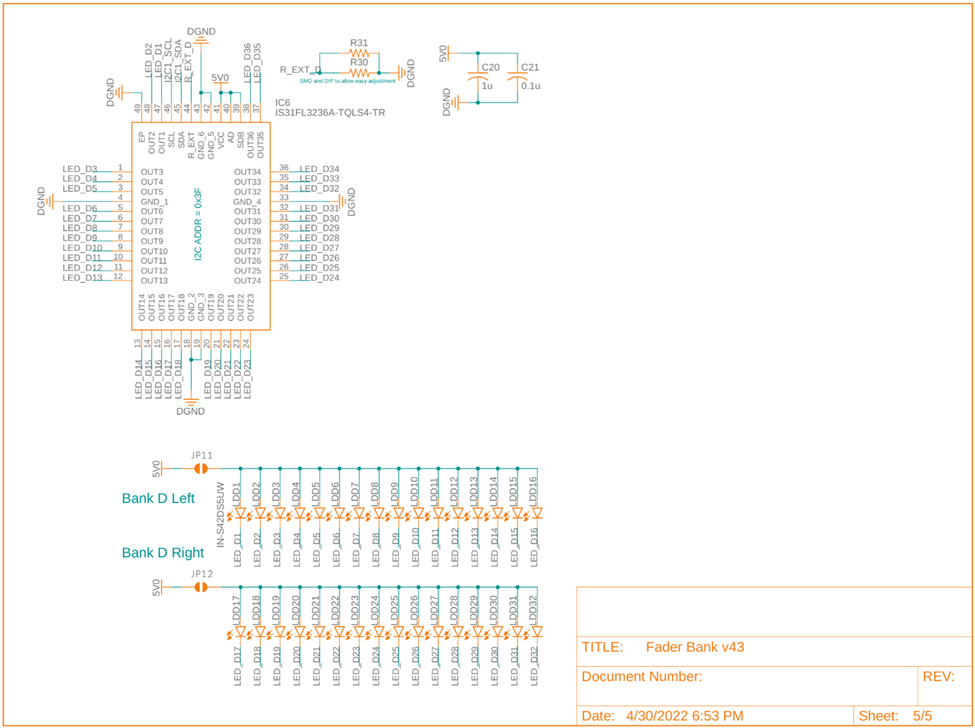 DGND
LED_D2
LED_D1
I2C1_SCL
I2C1_SDA
R_EXT_D
5V0
LED_D36
LED_D35
DGND
49
48
47
46
45
44
43
42
41
40
39
38
37
IC6
IS31FL3236A-TQLS4-TR
EP
OUT2
OUT1
SCL
SDA
R_EXT
GND_6
GND_5
VCC
AD
SDB
OUT36
OUT35
R31
R30
R_EXT_D
SMD and DIP to allow easy adjustment
DGND
5V0
C20
1u
C21
0.1u
DGND
LED_D3 1 OUT3
LED_D4 2 OUT4
LED_D5 3 OUT5
4 GND_1
DGND
LED_D6 5 OUT6
LED_D7 6 OUT7
LED_D8 7 OUT8
LED_D9 8 OUT9
LED_D10 9 OUT10
LED_D11 10 OUT11
LED_D12 11 OUT12
LED_D13 12 OUT13
I2C ADDR = 0x3F
OUT34 36 LED_D34
OUT33 35 LED_D33
OUT32 34 LED_D32
GND_4 33
DGND
OUT31 32 LED_D31
OUT30 31 LED_D30
OUT29 30 LED_D29
OUT28 29 LED_D28
OUT27 28 LED_D27
OUT26 27 LED_D26
OUT25 26 LED_D25
OUT24 25 LED_D24
OUT14
OUT15
OUT16
OUT17
OUT18
GND_2
GND_3
OUT19
OUT20
OUT21
OUT22
OUT23
13
14
15
16
17
18
19
20
21
22
23
24
LED_D14
LED_D15
LED_D16
LED_D17
LED_D18
LED_D19
LED_D20
LED_D21
LED_D22
LED_D23
DGND
5V0
JP11
Bank D Left
IN-S42DS5UW
LDD1
LDD2
LDD3
LDD4
LDD5
LDD6
LDD7
LDD8
LDD9
LDD10
LDD11
LDD12
LDD13
LDD14
LDD15
LDD16
LED_D1
LED_D2
LED_D3
LED_D4
LED_D5
LED_D6
LED_D7
LED_D8
LED_D9
LED_D10
LED_D11
LED_D12
LED_D13
LED_D14
LED_D15
LED_D16
Bank D Right
5V0
JP12
LDD17
LDD18
LDD19
LDD20
LDD21
LDD22
LDD23
LDD24
LDD25
LDD26
LDD27
LDD28
LDD29
LDD30
LDD31
LDD32
LED_D17
LED_D18
LED_D19
LED_D20
LED_D21
LED_D22
LED_D23
LED_D24
LED_D25
LED_D26
LED_D27
LED_D28
LED_D29
LED_D30
LED_D31
LED_D32
TITLE: Fader Bank v43
Document Number:
REV:
Date: 4/30/2022 6:53 PM
Sheet: 5/5